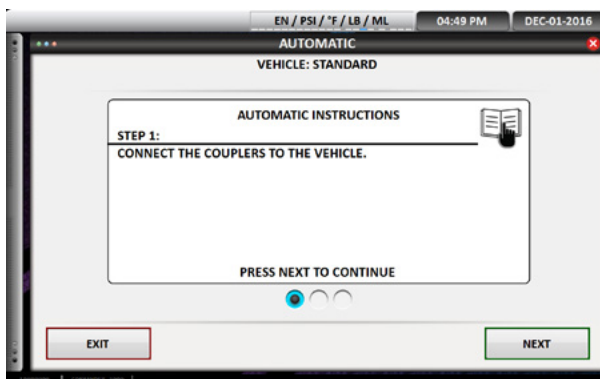 EN / PSI / °F / LB / ML 04:49 PM DEC-01-2016
AUTOMATIC
VEHICLE: STANDARD
AUTOMATIC INSTRUCTIONS
STEP 1:
CONNECT THE COUPLERS TO THE VEHICLE.
PRESS NEXT TO CONTINUE
EXIT NEXT